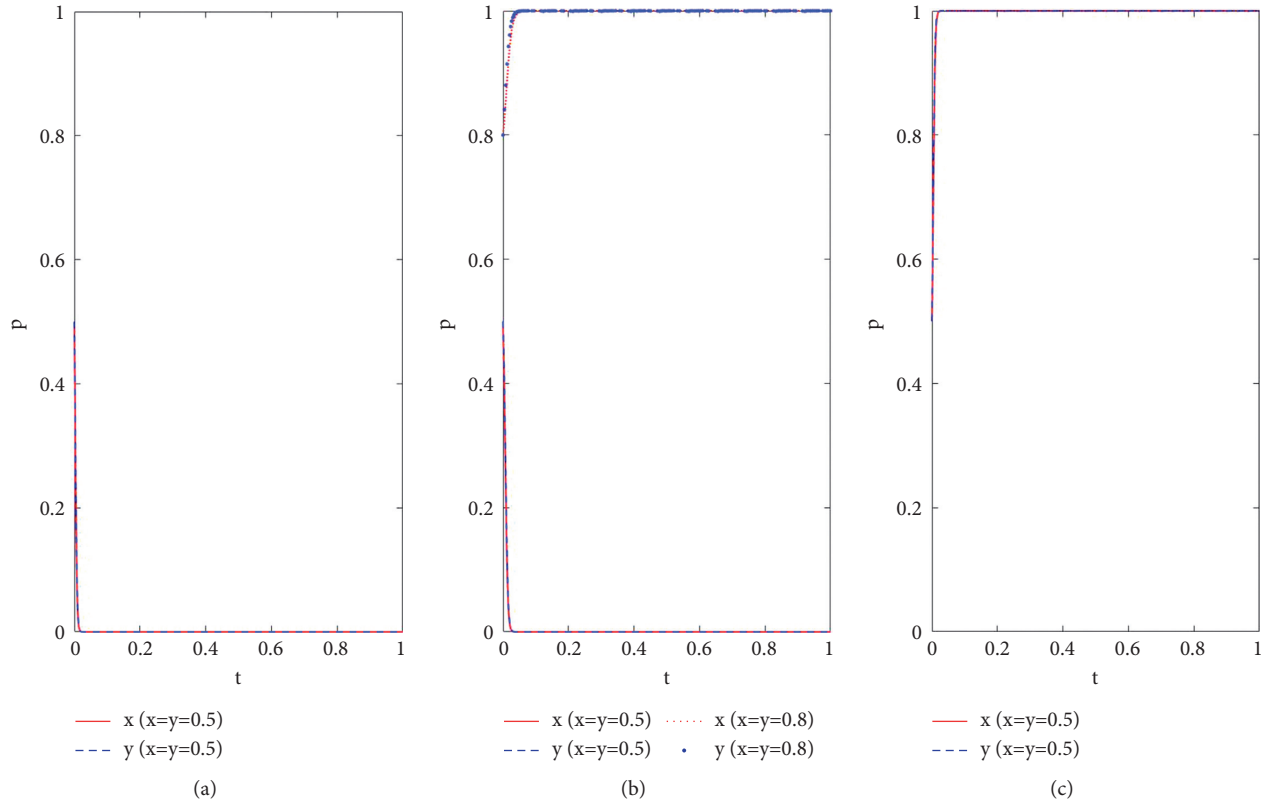 1
0.8
0.6
p
0.4
0.2
0
0 0.2 0.4 0.6 0.8 1
t
x (x=y=0.5)
y (x=y=0.5)
(a)
1
0.8
0.6
p
0.4
0.2
0
0 0.2 0.4 0.6 0.8 1
t
x (x=y=0.5) x (x=y=0.8)
y (x=y=0.5) y (x=y=0.8)
(b)
1
0.8
0.6
p
0.4
0.2
0
0 0.2 0.4 0.6 0.8 1
t
x (x=y=0.5)
y (x=y=0.5)
(c)